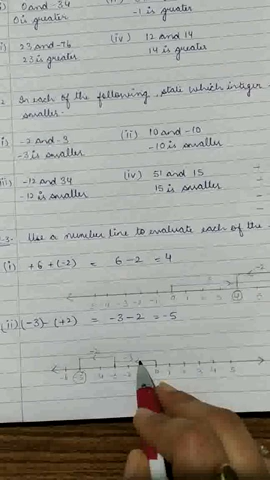 0 and -34
0 is greater
-1 is greater
23 and -76
23 is greater
(iv) 12 and 14
14 is greater
In each of the following, state which integer
smaller.
-2 and -3
-3 is smaller
(ii) 10 and -10
-10 is smaller
-12 and 34
-12 is smaller
(iv) 51 and 15
15 is smaller
Use a number line to evaluate each of the
(i) +6 + (-2) = 6-2 = 4
(ii) (-3) - (+2) = -3-2 = -5